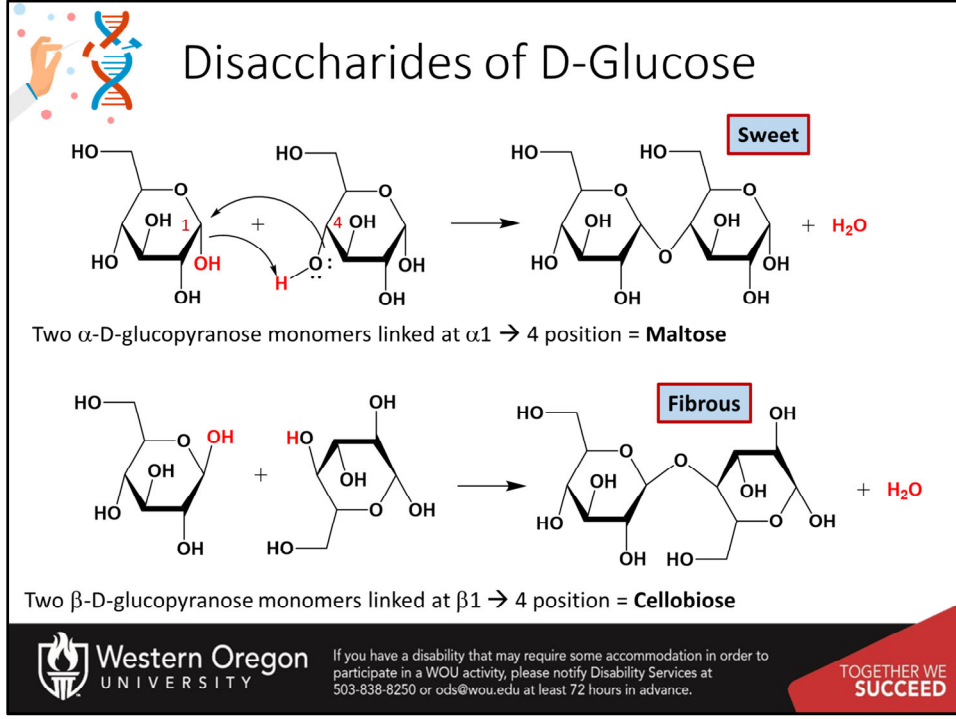 Disaccharides of D-Glucose
Sweet
HO
O
OH
1
HO
OH
OH
+
HO
O
4
OH
H
O
:
..
OH
OH
HO
O
OH
HO
OH
O
HO
O
OH
OH
OH
+ H₂O
Two α-D-glucopyranose monomers linked at α1 → 4 position = Maltose
Fibrous
HO
O
OH
OH
HO
OH
+
OH
HO
OH
O
OH
HO
HO
O
OH
HO
OH
O
OH
OH
O
OH
HO
+ H₂O
Two β-D-glucopyranose monomers linked at β1 → 4 position = Cellobiose
Western Oregon
UNIVERSITY
If you have a disability that may require some accommodation in order to
participate in a WOU activity, please notify Disability Services at
503-838-8250 or ods@wou.edu at least 72 hours in advance.
TOGETHER WE
SUCCEED